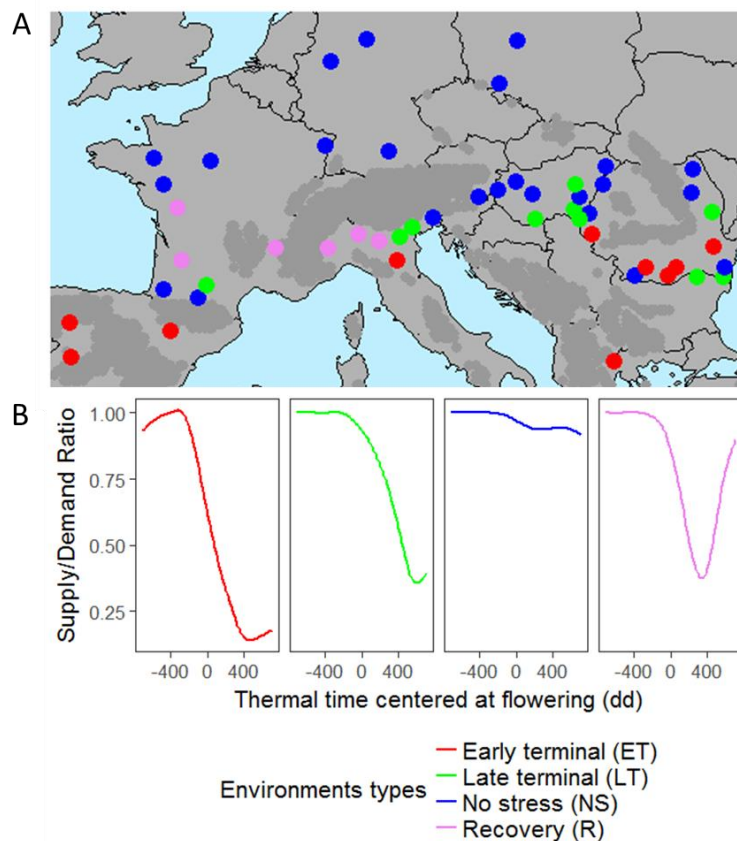 A
B
Supply/Demand Ratio
1.00
0.75
0.50
0.25
-400 0 400 -400 0 400 -400 0 400 -400 0 400
Thermal time centered at flowering (dd)
Environments types
Early terminal (ET)
Late terminal (LT)
No stress (NS)
Recovery (R)